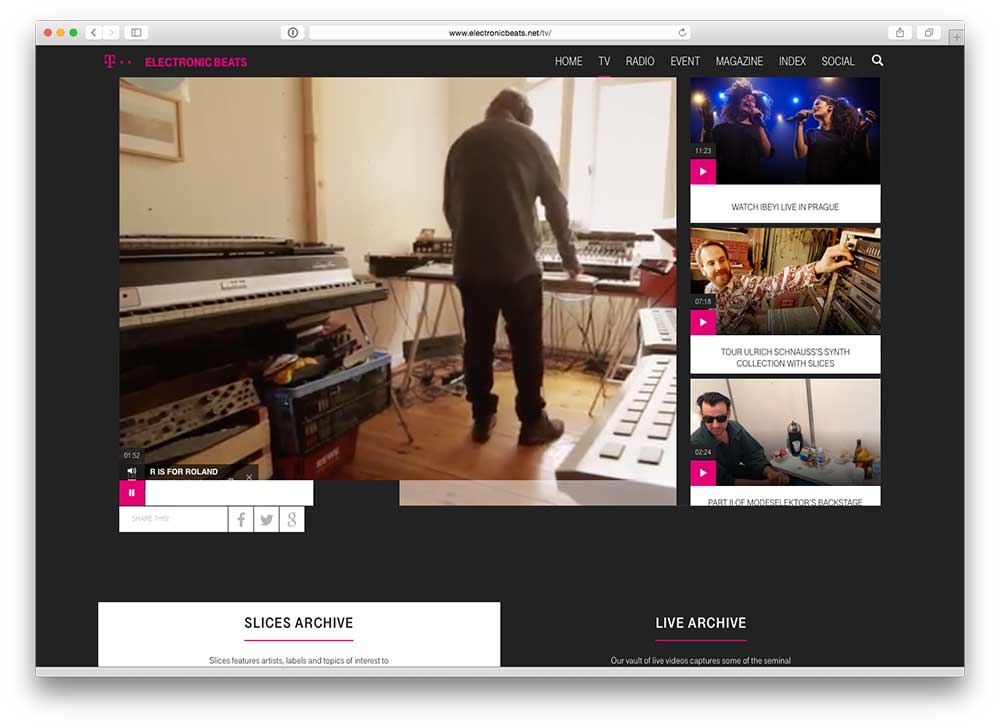 www.electronicbeats.net/tv/
T
ELECTRONIC BEATS
HOME TV RADIO EVENT MAGAZINE INDEX SOCIAL
11:23
WATCH IBEYI LIVE IN PRAGUE
07:18
TOUR ULRICH SCHNAUSS'S SYNTH
COLLECTION WITH SLICES
02:24
PART II OF MODESELEKTOR'S BACKSTAGE
01:52
R IS FOR ROLAND
REWE
SHARE THIS!
SLICES ARCHIVE
Slices features artists, labels and topics of interest to
LIVE ARCHIVE
Our vault of live videos captures some of the seminal